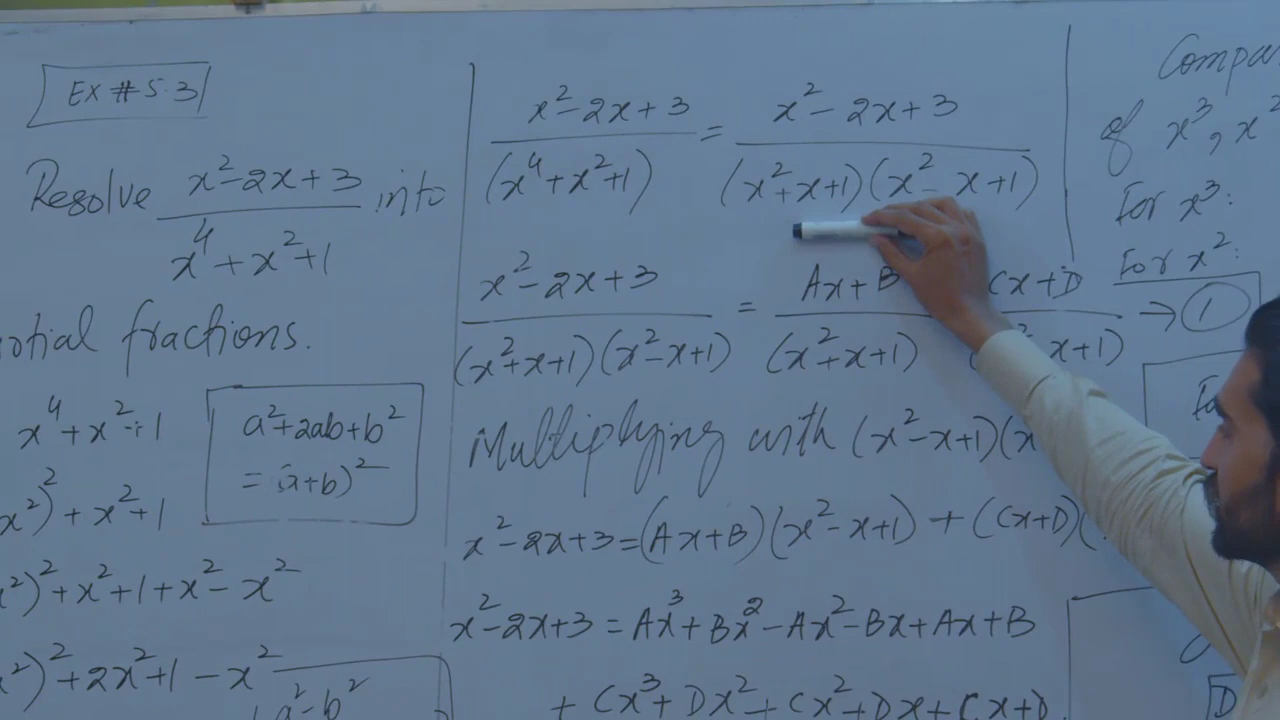 EX # 5.3
Resolve x²-2x+3 / x⁴+x²+1 into
fractions.
x⁴+x²+1
x²)²+x²+1
x²)²+x²+1+x²-x²
x²)²+2x²+1-x²
a²+2ab+b²
=(a+b)²
a²-b²
x²-2x+3 / (x⁴+x²+1) = x²-2x+3 / (x²+x+1)(x²-x+1)
x²-2x+3 / (x²+x+1)(x²-x+1) = Ax+B / (x²+x+1) Cx+D / x+1) → ①
Multiplying with (x²-x+1)(x
x²-2x+3=(Ax+B)(x²-x+1)+(Cx+D)(
x²-2x+3=Ax³+Bx²-Ax²-Bx+Ax+B
+Cx³+Dx²+Cx²+Dx+Cx+D
of x³, x²
For x³:
For x²:
D